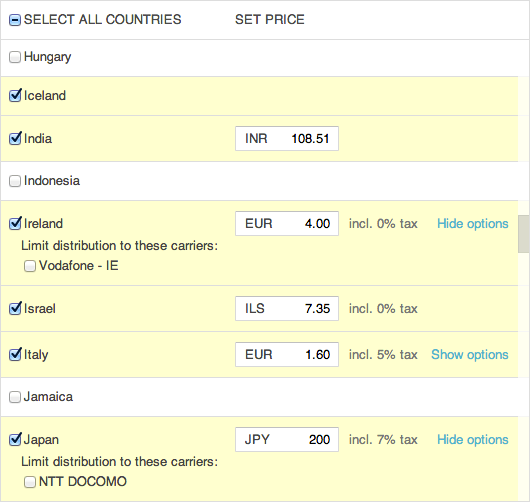 SELECT ALL COUNTRIES SET PRICE
Hungary
Iceland
India INR 108.51
Indonesia
Ireland EUR 4.00 incl. 0% tax Hide options
Limit distribution to these carriers:
Vodafone - IE
Israel ILS 7.35 incl. 0% tax
Italy EUR 1.60 incl. 5% tax Show options
Jamaica
Japan JPY 200 incl. 7% tax Hide options
Limit distribution to these carriers:
NTT DOCOMO